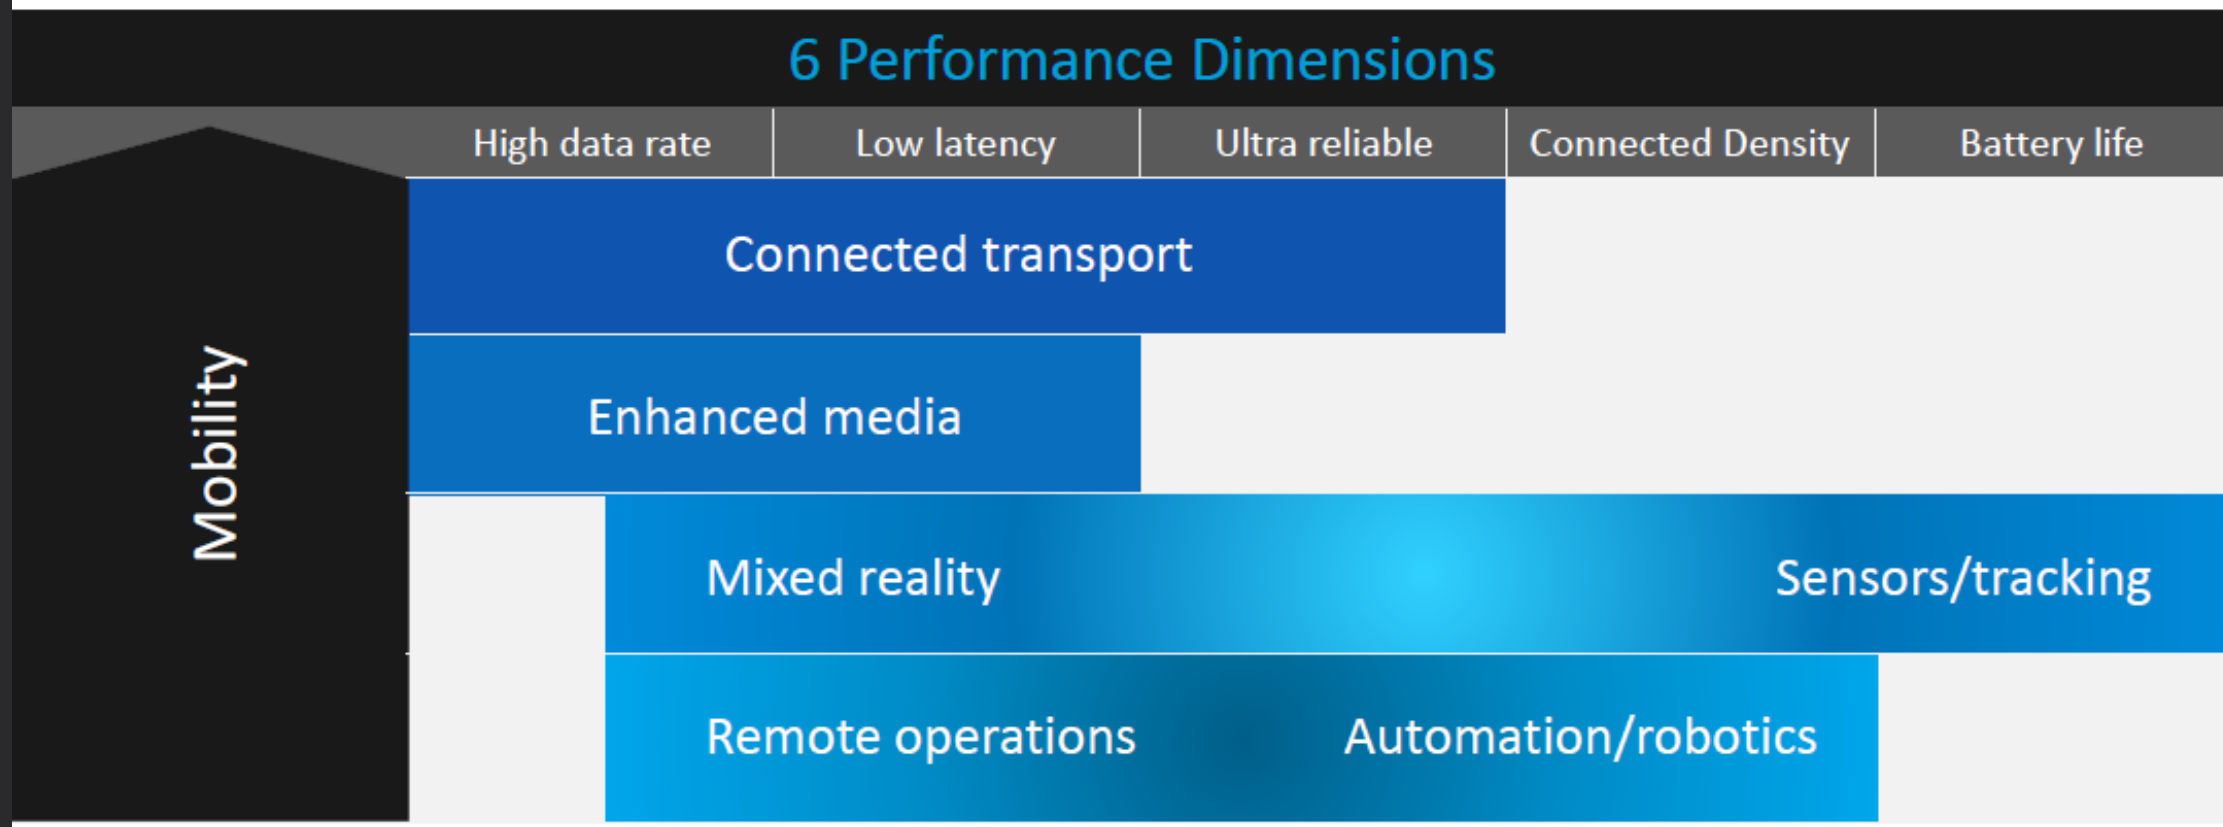 6 Performance Dimensions
High data rate
Low latency
Ultra reliable
Connected Density
Battery life
Mobility
Connected transport
Enhanced media
Mixed reality
Sensors/tracking
Remote operations
Automation/robotics